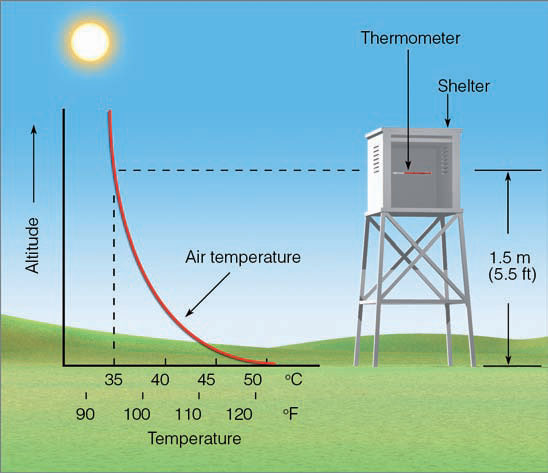 Thermometer
Shelter
Altitude
Air temperature
1.5 m
(5.5 ft)
35 40 45 50 °C
90 100 110 120 °F
Temperature